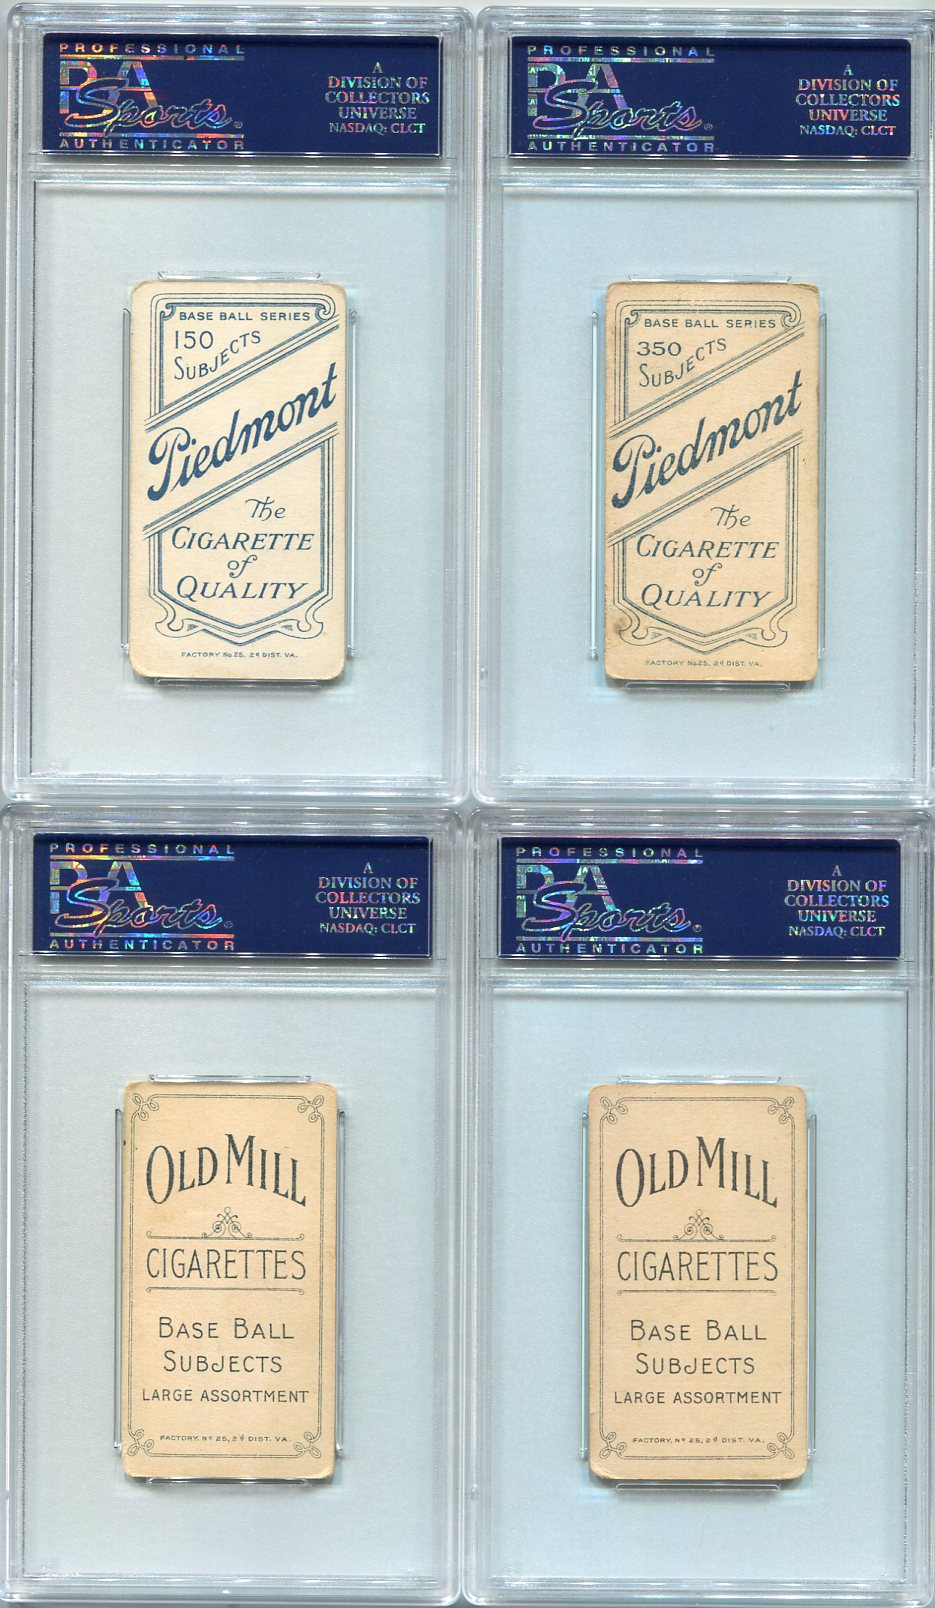 PROFESSIONAL
PSA
Sports®
AUTHENTICATOR
A
DIVISION OF
COLLECTORS
UNIVERSE
NASDAQ: CLCT
BASE BALL SERIES
150
SUBJECTS
Piedmont
The
CIGARETTE
of
QUALITY
FACTORY No. 25. 2d DIST. VA.
PROFESSIONAL
PSA
Sports®
AUTHENTICATOR
A
DIVISION OF
COLLECTORS
UNIVERSE
NASDAQ: CLCT
BASE BALL SERIES
350
SUBJECTS
Piedmont
The
CIGARETTE
of
QUALITY
FACTORY No. 25. 2d DIST. VA.
PROFESSIONAL
PSA
Sports®
AUTHENTICATOR
A
DIVISION OF
COLLECTORS
UNIVERSE
NASDAQ: CLCT
OLD MILL
CIGARETTES
BASE BALL
SUBJECTS
LARGE ASSORTMENT
FACTORY, No 25, 2d DIST. VA.
PROFESSIONAL
PSA
Sports®
AUTHENTICATOR
A
DIVISION OF
COLLECTORS
UNIVERSE
NASDAQ: CLCT
OLD MILL
CIGARETTES
BASE BALL
SUBJECTS
LARGE ASSORTMENT
FACTORY, No 25, 2d DIST. VA.